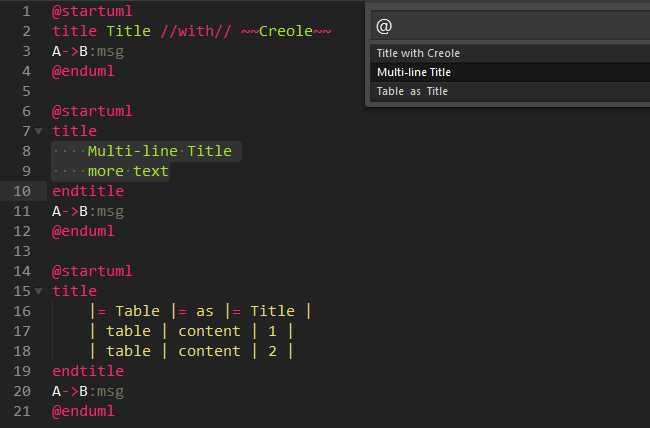 1 @startuml
2 title Title //with// ~~Creole~~
3 A->B:msg
4 @enduml
5
6 @startuml
7 title
8 ···· Multi-line·Title
9 ···· more·text
10 endtitle
11 A->B:msg
12 @enduml
13
14 @startuml
15 title
16 |= Table |= as |= Title |
17 | table | content | 1 |
18 | table | content | 2 |
19 endtitle
20 A->B:msg
21 @enduml
@
Title with Creole
Multi-line Title
Table as Title